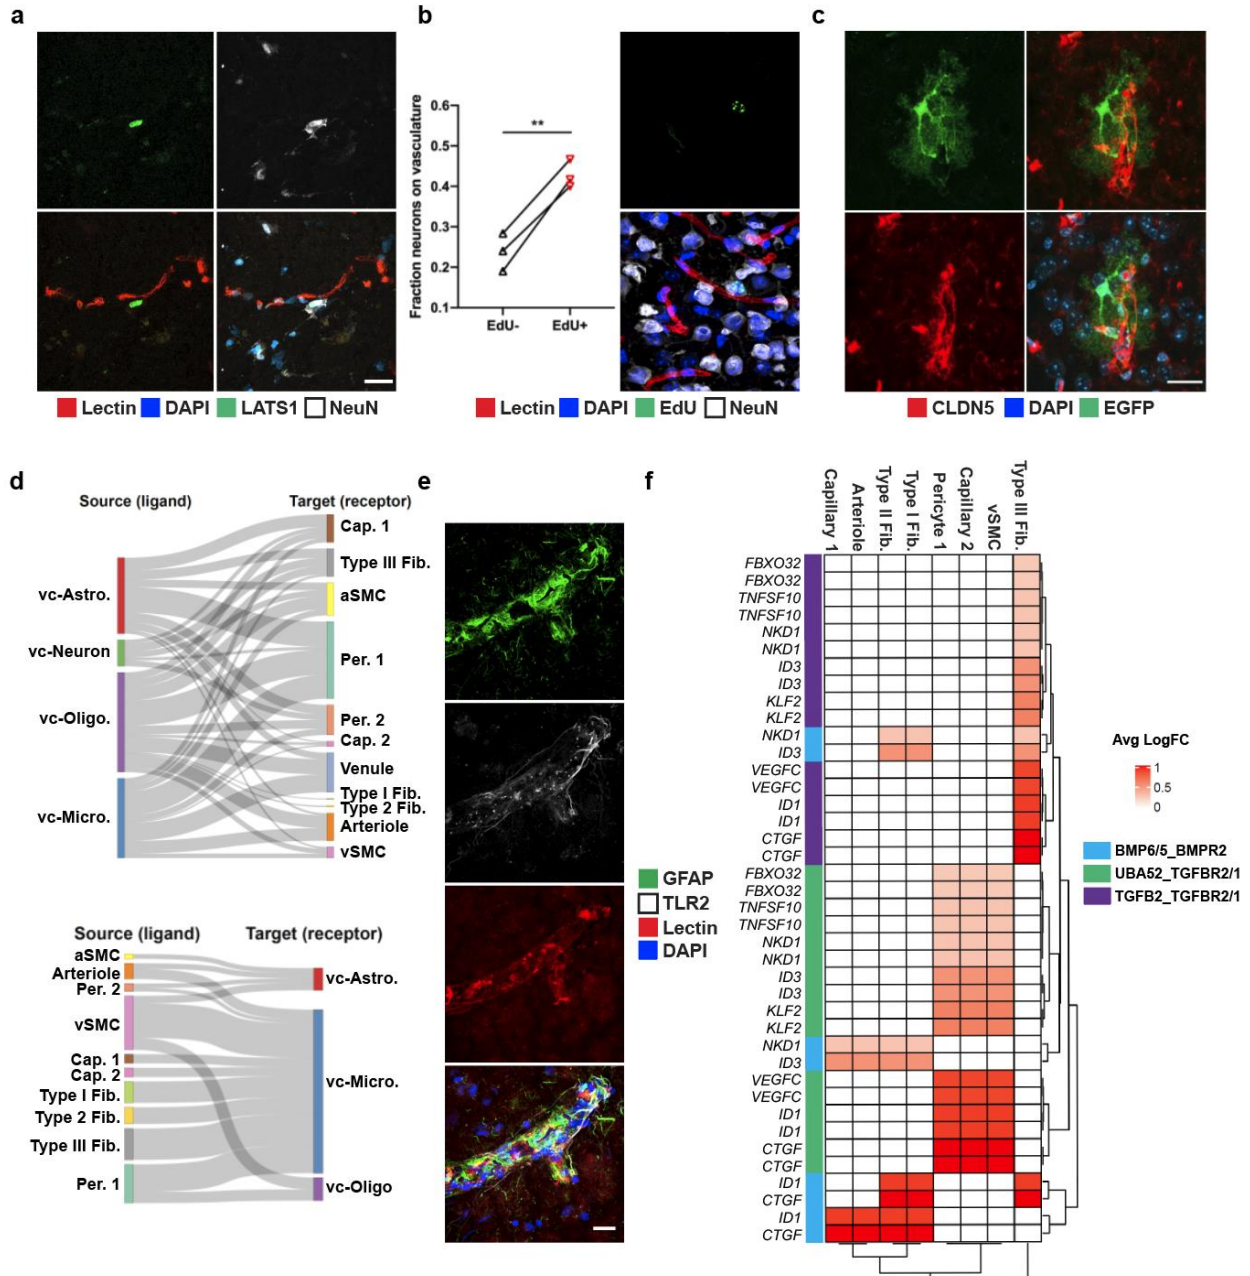 a
b
c
Fraction neurons on vasculature
0.6
0.5
0.4
0.3
0.2
0.1
**
EdU-
EdU+
Lectin DAPI LATS1 NeuN
Lectin DAPI EdU NeuN
CLDN5 DAPI EGFP
d
Source (ligand)
Target (receptor)
vc-Astro.
vc-Neuron
vc-Oligo.
vc-Micro.
Cap. 1
Type III Fib.
aSMC
Per. 1
Per. 2
Cap. 2
Venule
Type I Fib.
Type 2 Fib.
Arteriole
vSMC
Source (ligand)
Target (receptor)
aSMC
Arteriole
Per. 2
vSMC
Cap. 1
Cap. 2
Type I Fib.
Type 2 Fib.
Type III Fib.
Per. 1
vc-Astro.
vc-Micro.
vc-Oligo
e
GFAP
TLR2
Lectin
DAPI
f
Capillary 1
Arteriole
Type II Fib.
Type I Fib.
Pericyte 1
Capillary 2
vSMC
Type III Fib.
FBXO32
FBXO32
TNFSF10
TNFSF10
NKD1
NKD1
ID3
ID3
KLF2
KLF2
NKD1
ID3
VEGFC
VEGFC
ID1
ID1
CTGF
CTGF
FBXO32
FBXO32
TNFSF10
TNFSF10
NKD1
NKD1
ID3
ID3
KLF2
KLF2
NKD1
ID3
VEGFC
VEGFC
ID1
ID1
CTGF
CTGF
ID1
CTGF
ID1
CTGF
Avg LogFC
1
0.5
0
BMP6/5_BMPR2
UBA52_TGFBR2/1
TGFB2_TGFBR2/1